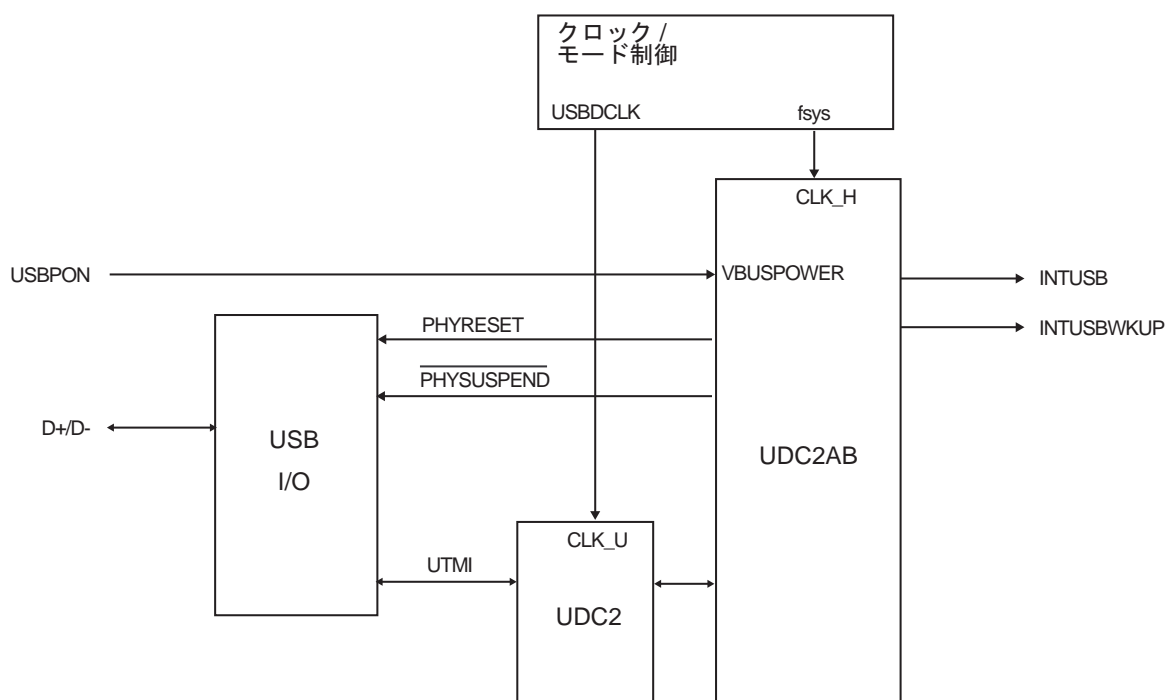 クロック /
モード制御
USBDCLK
fsys
CLK_H
USBPON
VBUSPOWER
INTUSB
PHYRESET
INTUSBWKUP
PHYSUSPEND
D+/D-
USB
I/O
UDC2AB
CLK_U
UTMI
UDC2